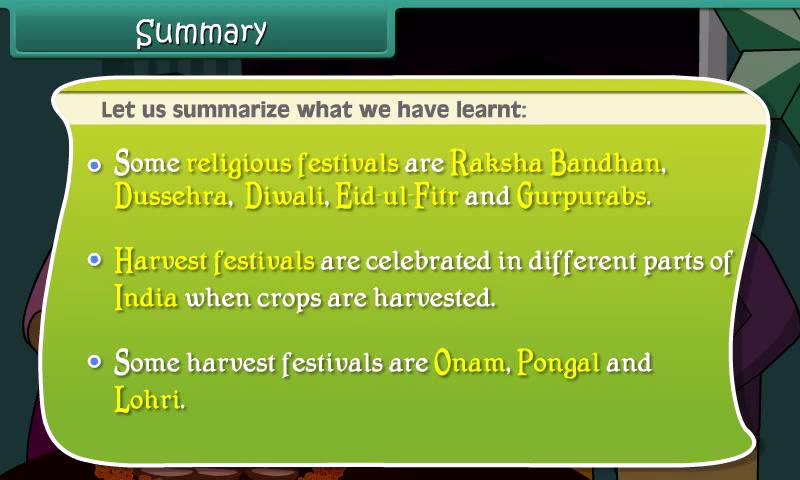 Summary
Let us summarize what we have learnt:
Some religious festivals are Raksha Bandhan,
Dussehra, Diwali, Eid-ul-Fitr and Gurpurabs.
Harvest festivals are celebrated in different parts of
India when crops are harvested.
Some harvest festivals are Onam, Pongal and
Lohri.